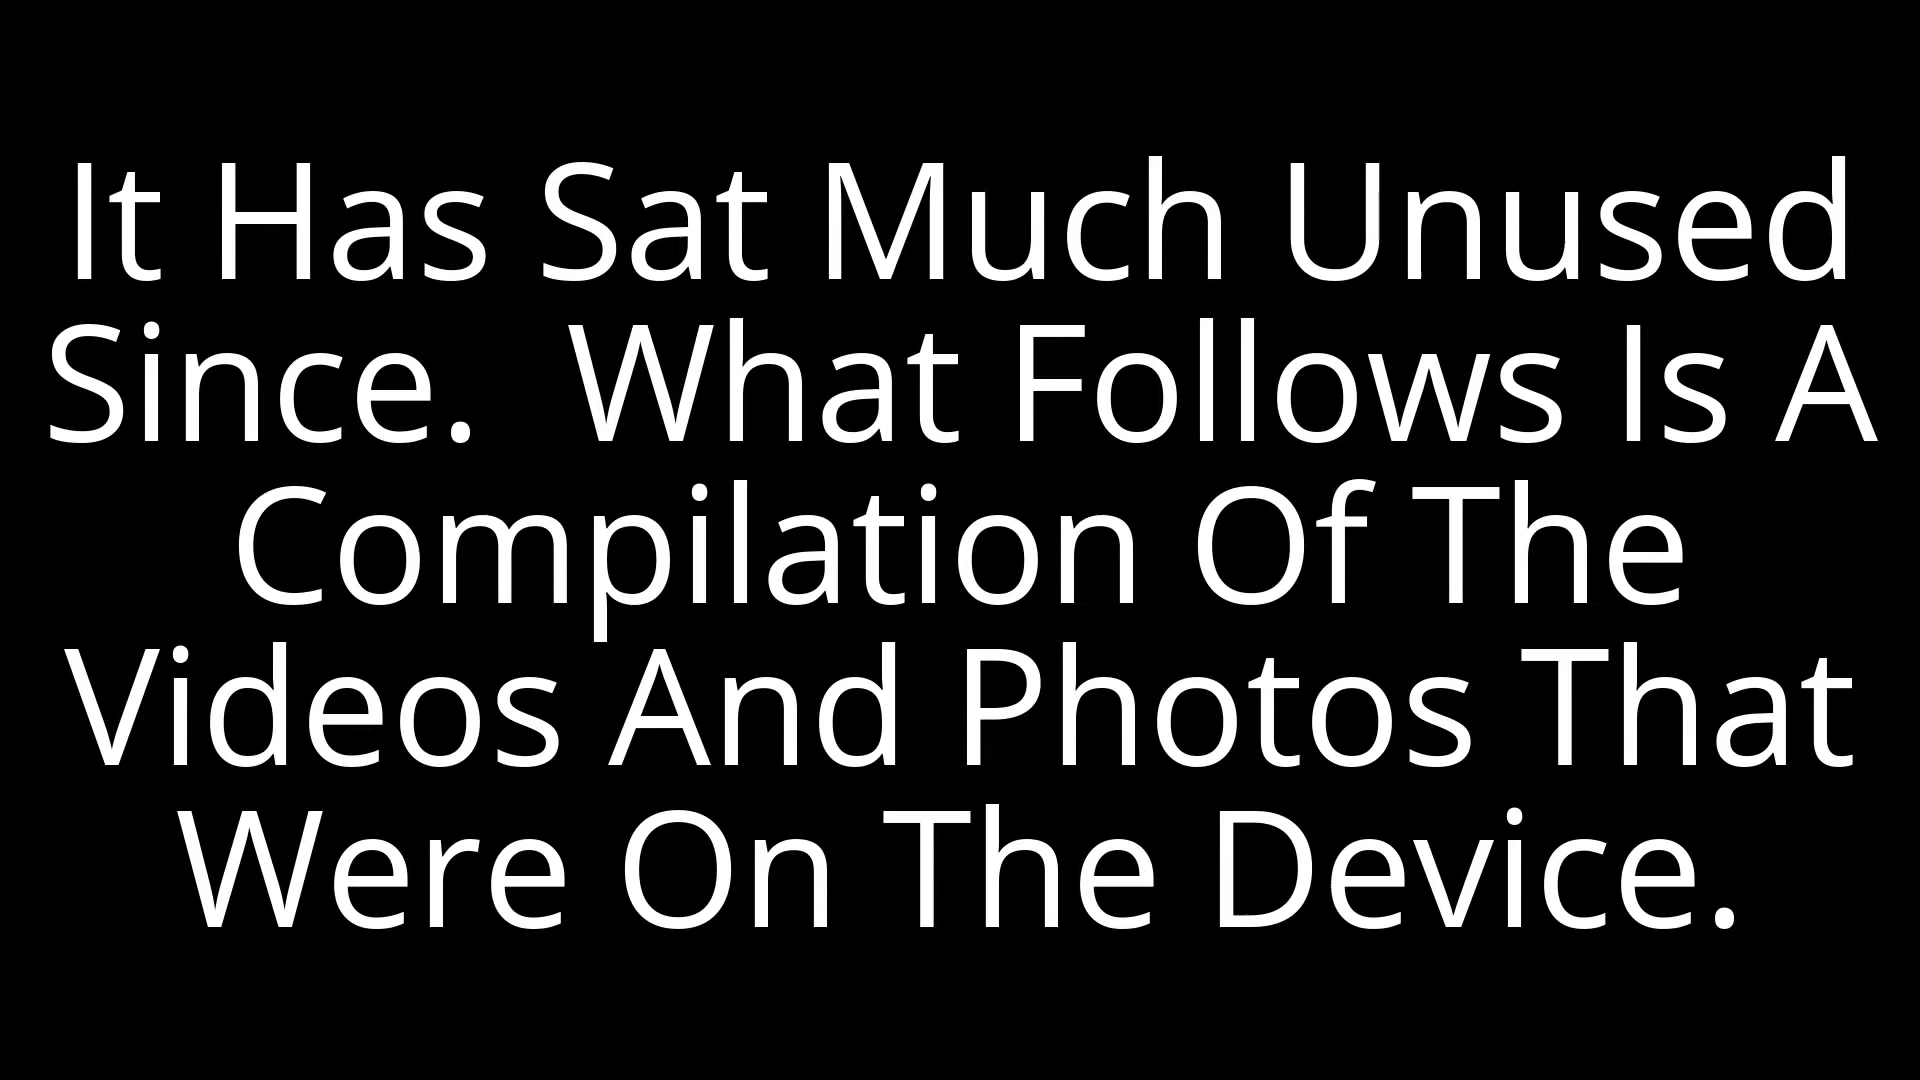 It Has Sat Much Unused
Since.  What Follows Is A
Compilation Of The
Videos And Photos That
Were On The Device.